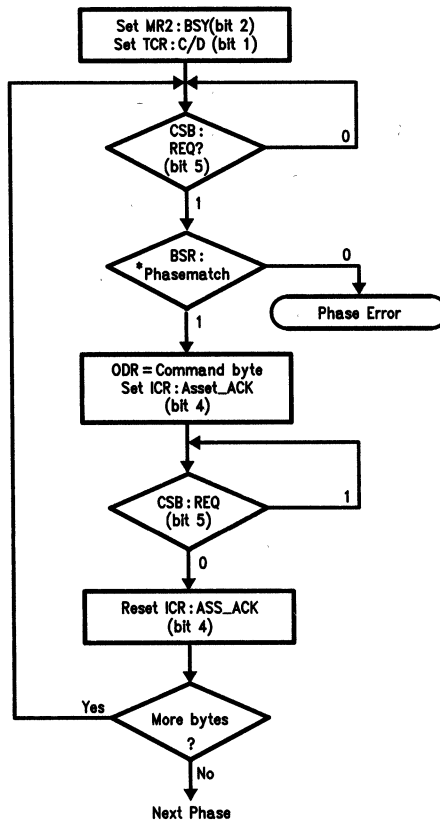 Set MR2:BSY(bit 2)
Set TCR:C/D (bit 1)
CSB:
REQ?
(bit 5)
0
1
BSR:
*Phasematch
0
Phase Error
1
ODR = Command byte
Set ICR:Asset_ACK
(bit 4)
CSB:REQ
(bit 5)
1
0
Reset ICR:ASS_ACK
(bit 4)
Yes
More bytes
?
No
Next Phase